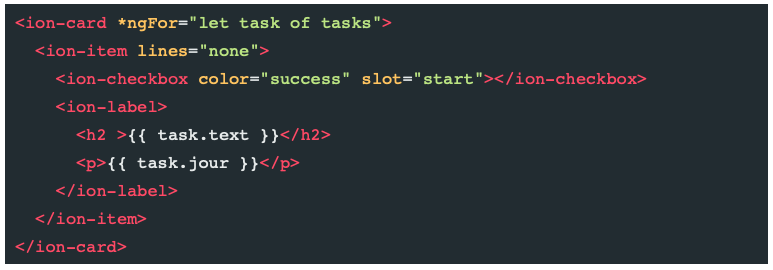 <ion-card *ngFor="let task of tasks">
<ion-item lines="none">
<ion-checkbox color="success" slot="start"></ion-checkbox>
<ion-label>
<h2 >{{ task.text }}</h2>
<p>{{ task.jour }}</p>
</ion-label>
</ion-item>
</ion-card>